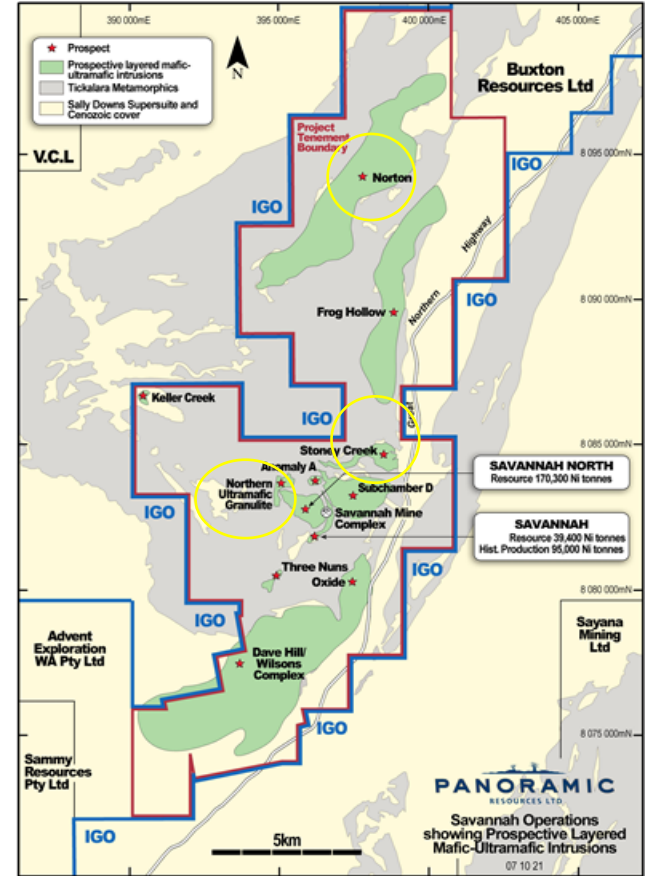 390 000mE
395 000mE
400 000mE
405 000mE
Prospect
Prospective layered mafic-
ultramafic intrusions
Tickalara Metamorphics
Sally Downs Supersuite and
Cenozoic cover
N
Buxton
Resources Ltd
V.C.L
Project
Tenement
Boundary
IGO
8 095 000mN
Norton
IGO
Highway
Northern
Great
IGO
8 090 000mN
Frog Hollow
Keller Creek
IGO
8 085 000mN
Stoney Creek
Anomaly A
Northern
Ultramafic
Granulite
Subchamber D
Savannah Mine
Complex
SAVANNAH NORTH
Resource 170,300 Ni tonnes
IGO
SAVANNAH
Resource 39,400 Ni tonnes
Hist. Production 95,000 Ni tonnes
IGO
Three Nuns
Oxide
8 080 000mN
IGO
Advent
Exploration
WA Pty Ltd
Sayana
Mining
Ltd
Dave Hill/
Wilsons
Complex
IGO
8 075 000mN
Sammy
Resources
Pty Ltd
PANORAMIC
RESOURCES LTD
Savannah Operations
showing Prospective Layered
Mafic-Ultramafic Intrusions
5km
IGO
07 10 21